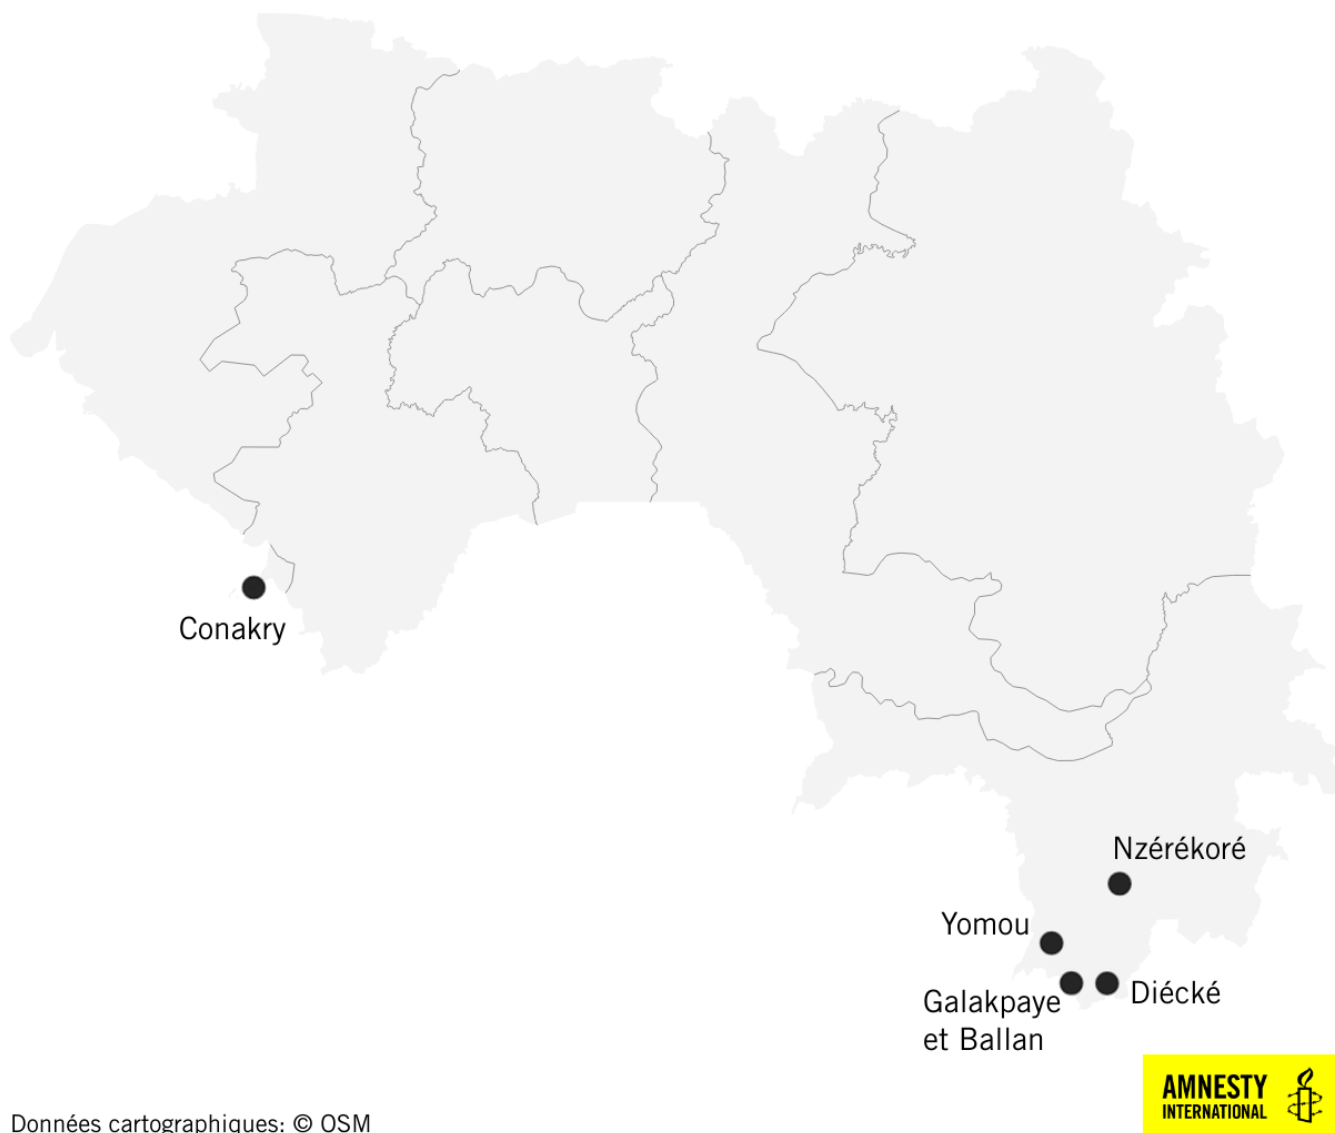 Conakry
Nzérékoré
Yomou
Galakpaye
et Ballan
Diécké
AMNESTY
INTERNATIONAL
Données cartographiques: © OSM